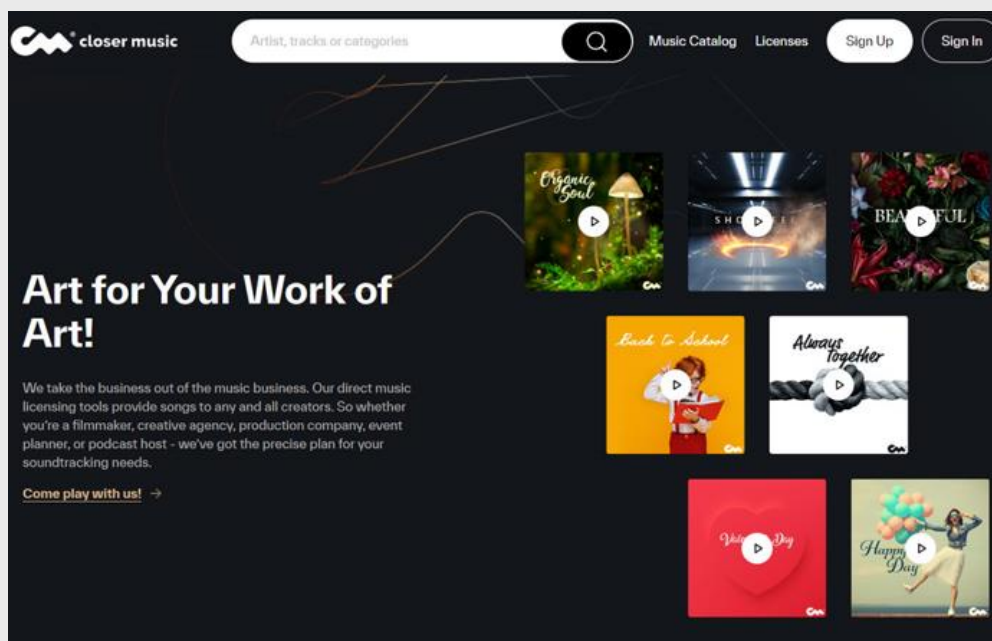 closer music
Artist, tracks or categories
Music Catalog
Licenses
Sign Up
Sign In
Organic
Soul
Art for Your Work of
Art!
We take the business out of the music business. Our direct music
licensing tools provide songs to any and all creators. So whether
you're a filmmaker, creative agency, production company, event
planner, or podcast host - we've got the precise plan for your
soundtracking needs.
Come play with us!
Back to School
Always
Together
Day
Happy
Day